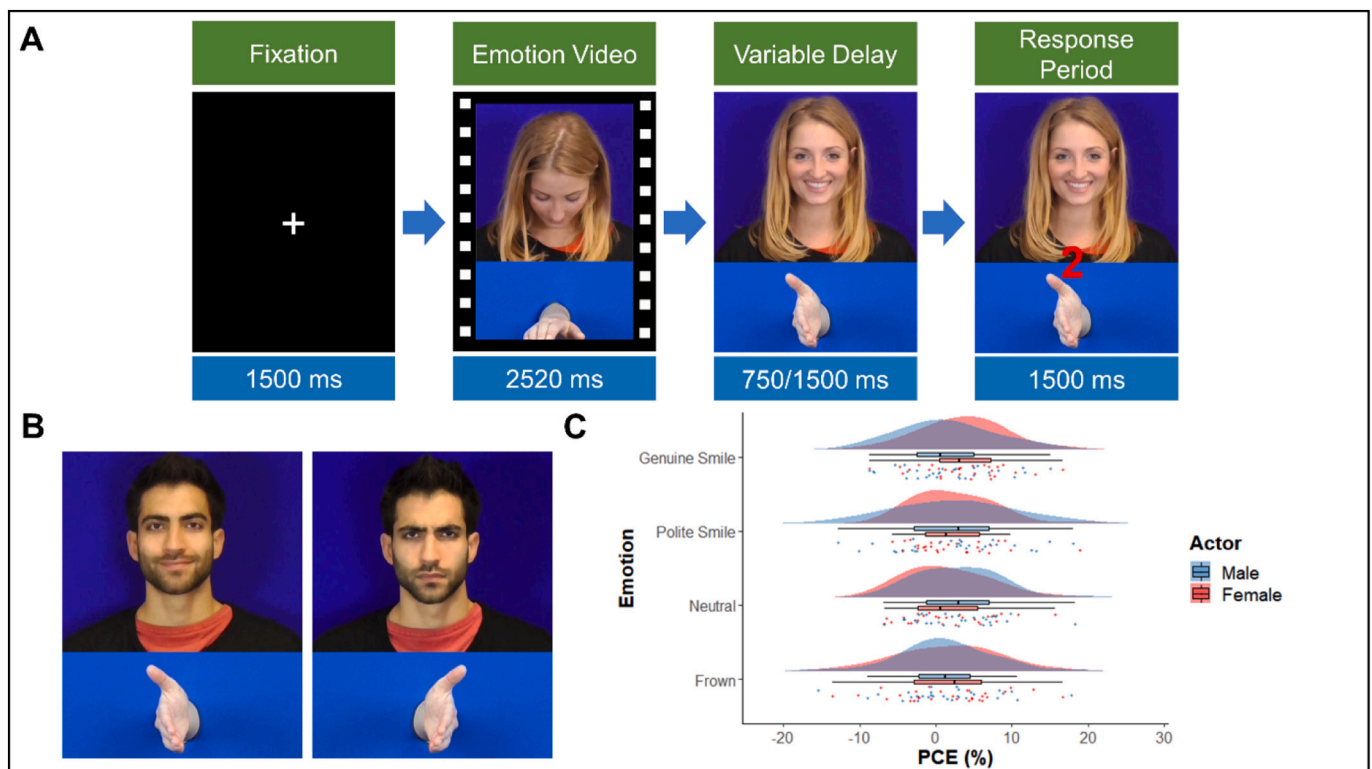 A
Fixation
Emotion Video
Variable Delay
Response
Period
+
2
1500 ms
2520 ms
750/1500 ms
1500 ms
B
C
Genuine Smile
Polite Smile
Neutral
Frown
Emotion
-20
-10
0
10
20
30
PCE (%)
Actor
Male
Female